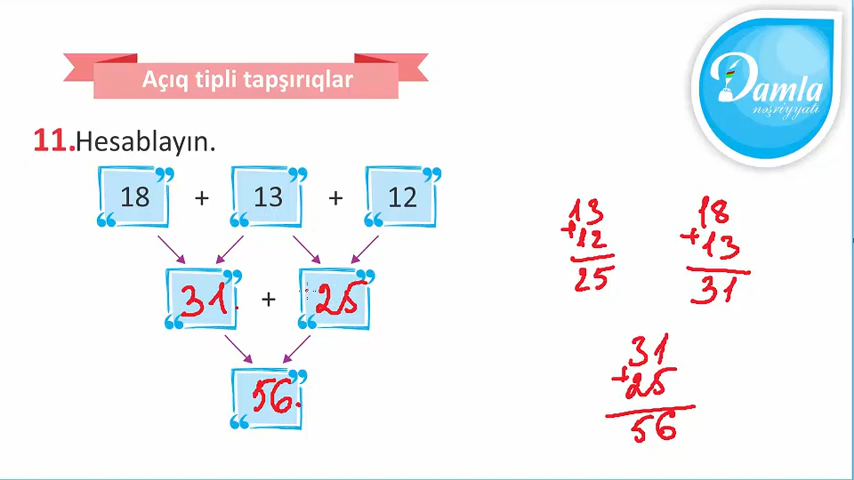 Açıq tipli tapşırıqlar
Damla
nəşriyyatı
11.Hesablayın.
18 + 13 + 12
31 + 25
56
13
+12
25
18
+13
31
31
+25
56